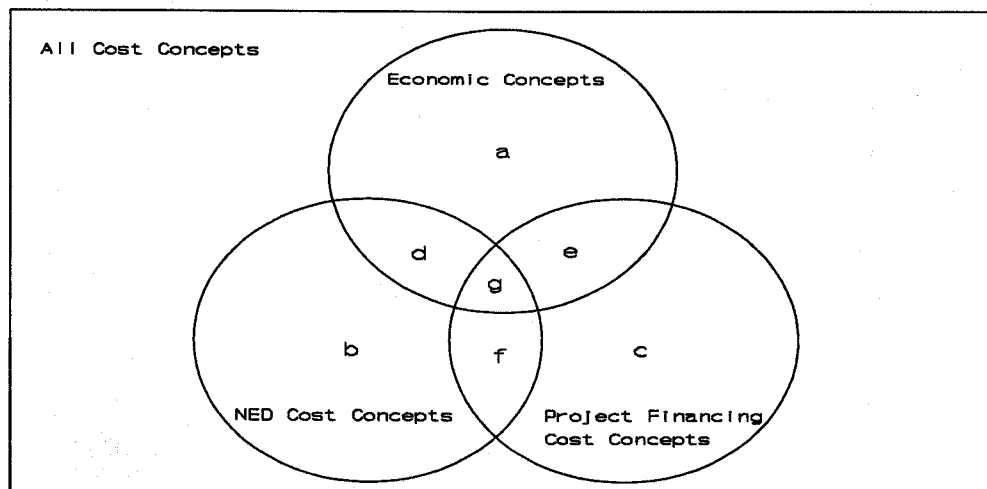 All Cost Concepts
Economic Concepts
a
d
e
g
b
f
c
NED Cost Concepts
Project Financing
Cost Concepts